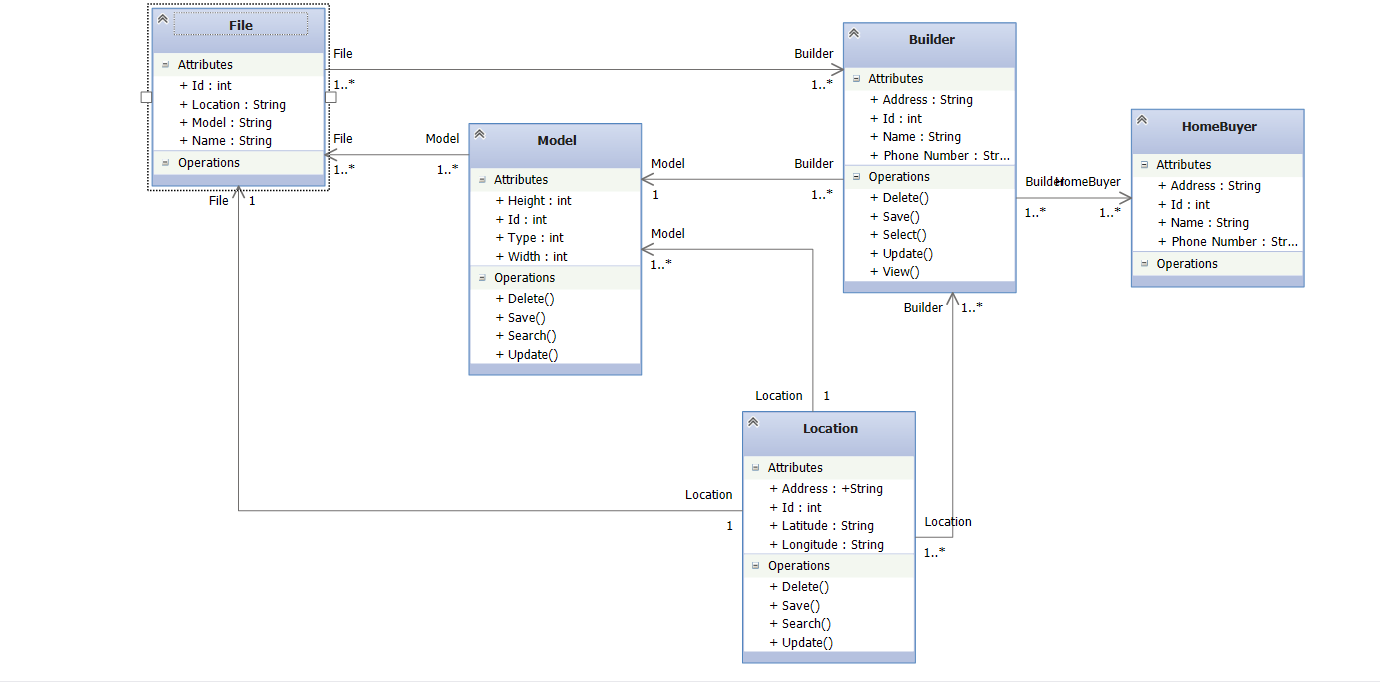 File
Attributes
+ Id : int
+ Location : String
+ Model : String
+ Name : String
Operations
File
1..*
Builder
1..*
File
1..*
Model
1..*
File
1
Model
Attributes
+ Height : int
+ Id : int
+ Type : int
+ Width : int
Operations
+ Delete()
+ Save()
+ Search()
+ Update()
Model
1
Builder
1..*
Model
1..*
Builder
Attributes
+ Address : String
+ Id : int
+ Name : String
+ Phone Number : Str...
Operations
+ Delete()
+ Save()
+ Select()
+ Update()
+ View()
Builder
1..*
HomeBuyer
1..*
HomeBuyer
Attributes
+ Address : String
+ Id : int
+ Name : String
+ Phone Number : Str...
Operations
Builder
1..*
Location
1
Location
1
Location
Attributes
+ Address : +String
+ Id : int
+ Latitude : String
+ Longitude : String
Operations
+ Delete()
+ Save()
+ Search()
+ Update()
Location
1..*